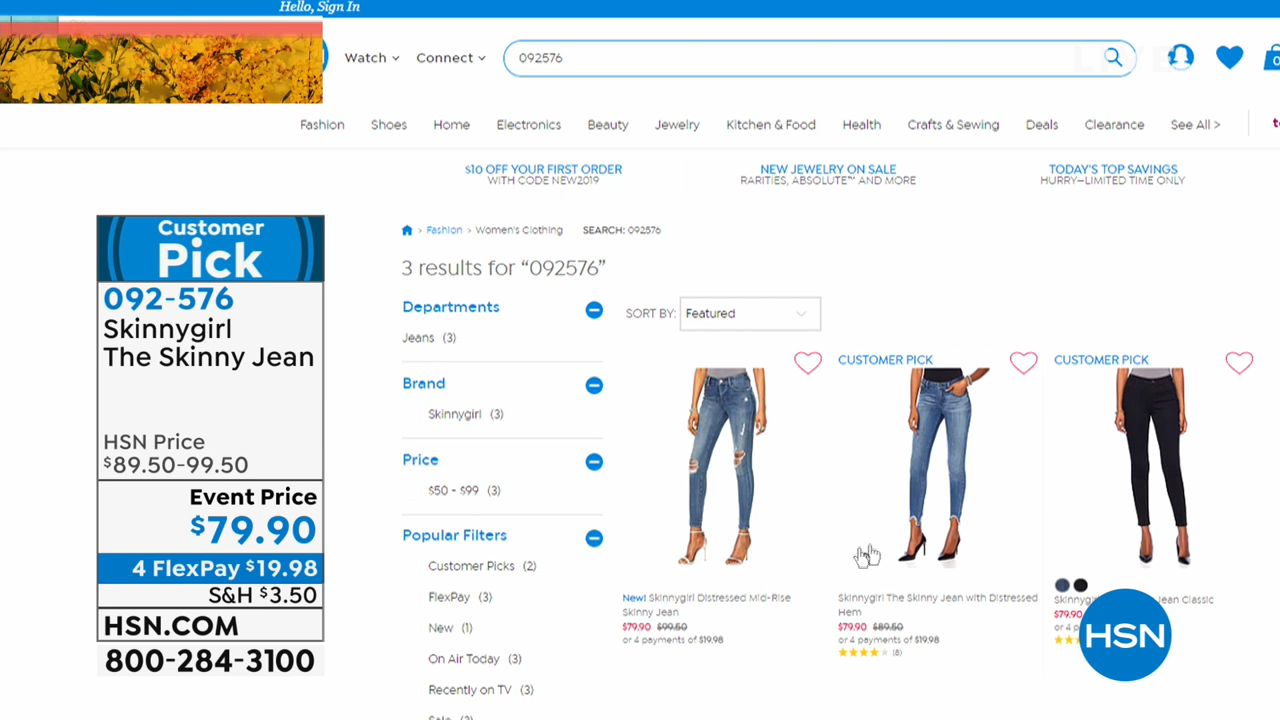 Hello, Sign In
Watch
Connect
092576
0
Fashion
Shoes
Home
Electronics
Beauty
Jewelry
Kitchen & Food
Health
Crafts & Sewing
Deals
Clearance
See All >
$10 OFF YOUR FIRST ORDER
WITH CODE NEW2019
NEW JEWELRY ON SALE
RARITIES, ABSOLUTE™ AND MORE
TODAY'S TOP SAVINGS
HURRY—LIMITED TIME ONLY
Customer
Pick
092-576
Skinnygirl
The Skinny Jean
HSN Price
$89.50-99.50
Event Price
$79.90
4 FlexPay $19.98
S&H $3.50
HSN.COM
800-284-3100
> Fashion > Women's Clothing SEARCH: 092576
3 results for “092576”
Departments
Jeans (3)
Brand
Skinnygirl (3)
Price
$50 - $99 (3)
Popular Filters
Customer Picks (2)
FlexPay (3)
New (1)
On Air Today (3)
Recently on TV (3)
SORT BY: Featured
New! Skinnygirl Distressed Mid-Rise
Skinny Jean
$79.90 $99.50
or 4 payments of $19.98
CUSTOMER PICK
Skinnygirl The Skinny Jean with Distressed
Hem
$79.90 $89.50
or 4 payments of $19.98
(8)
CUSTOMER PICK
Jean Classic
$79.90
or 4
HSN